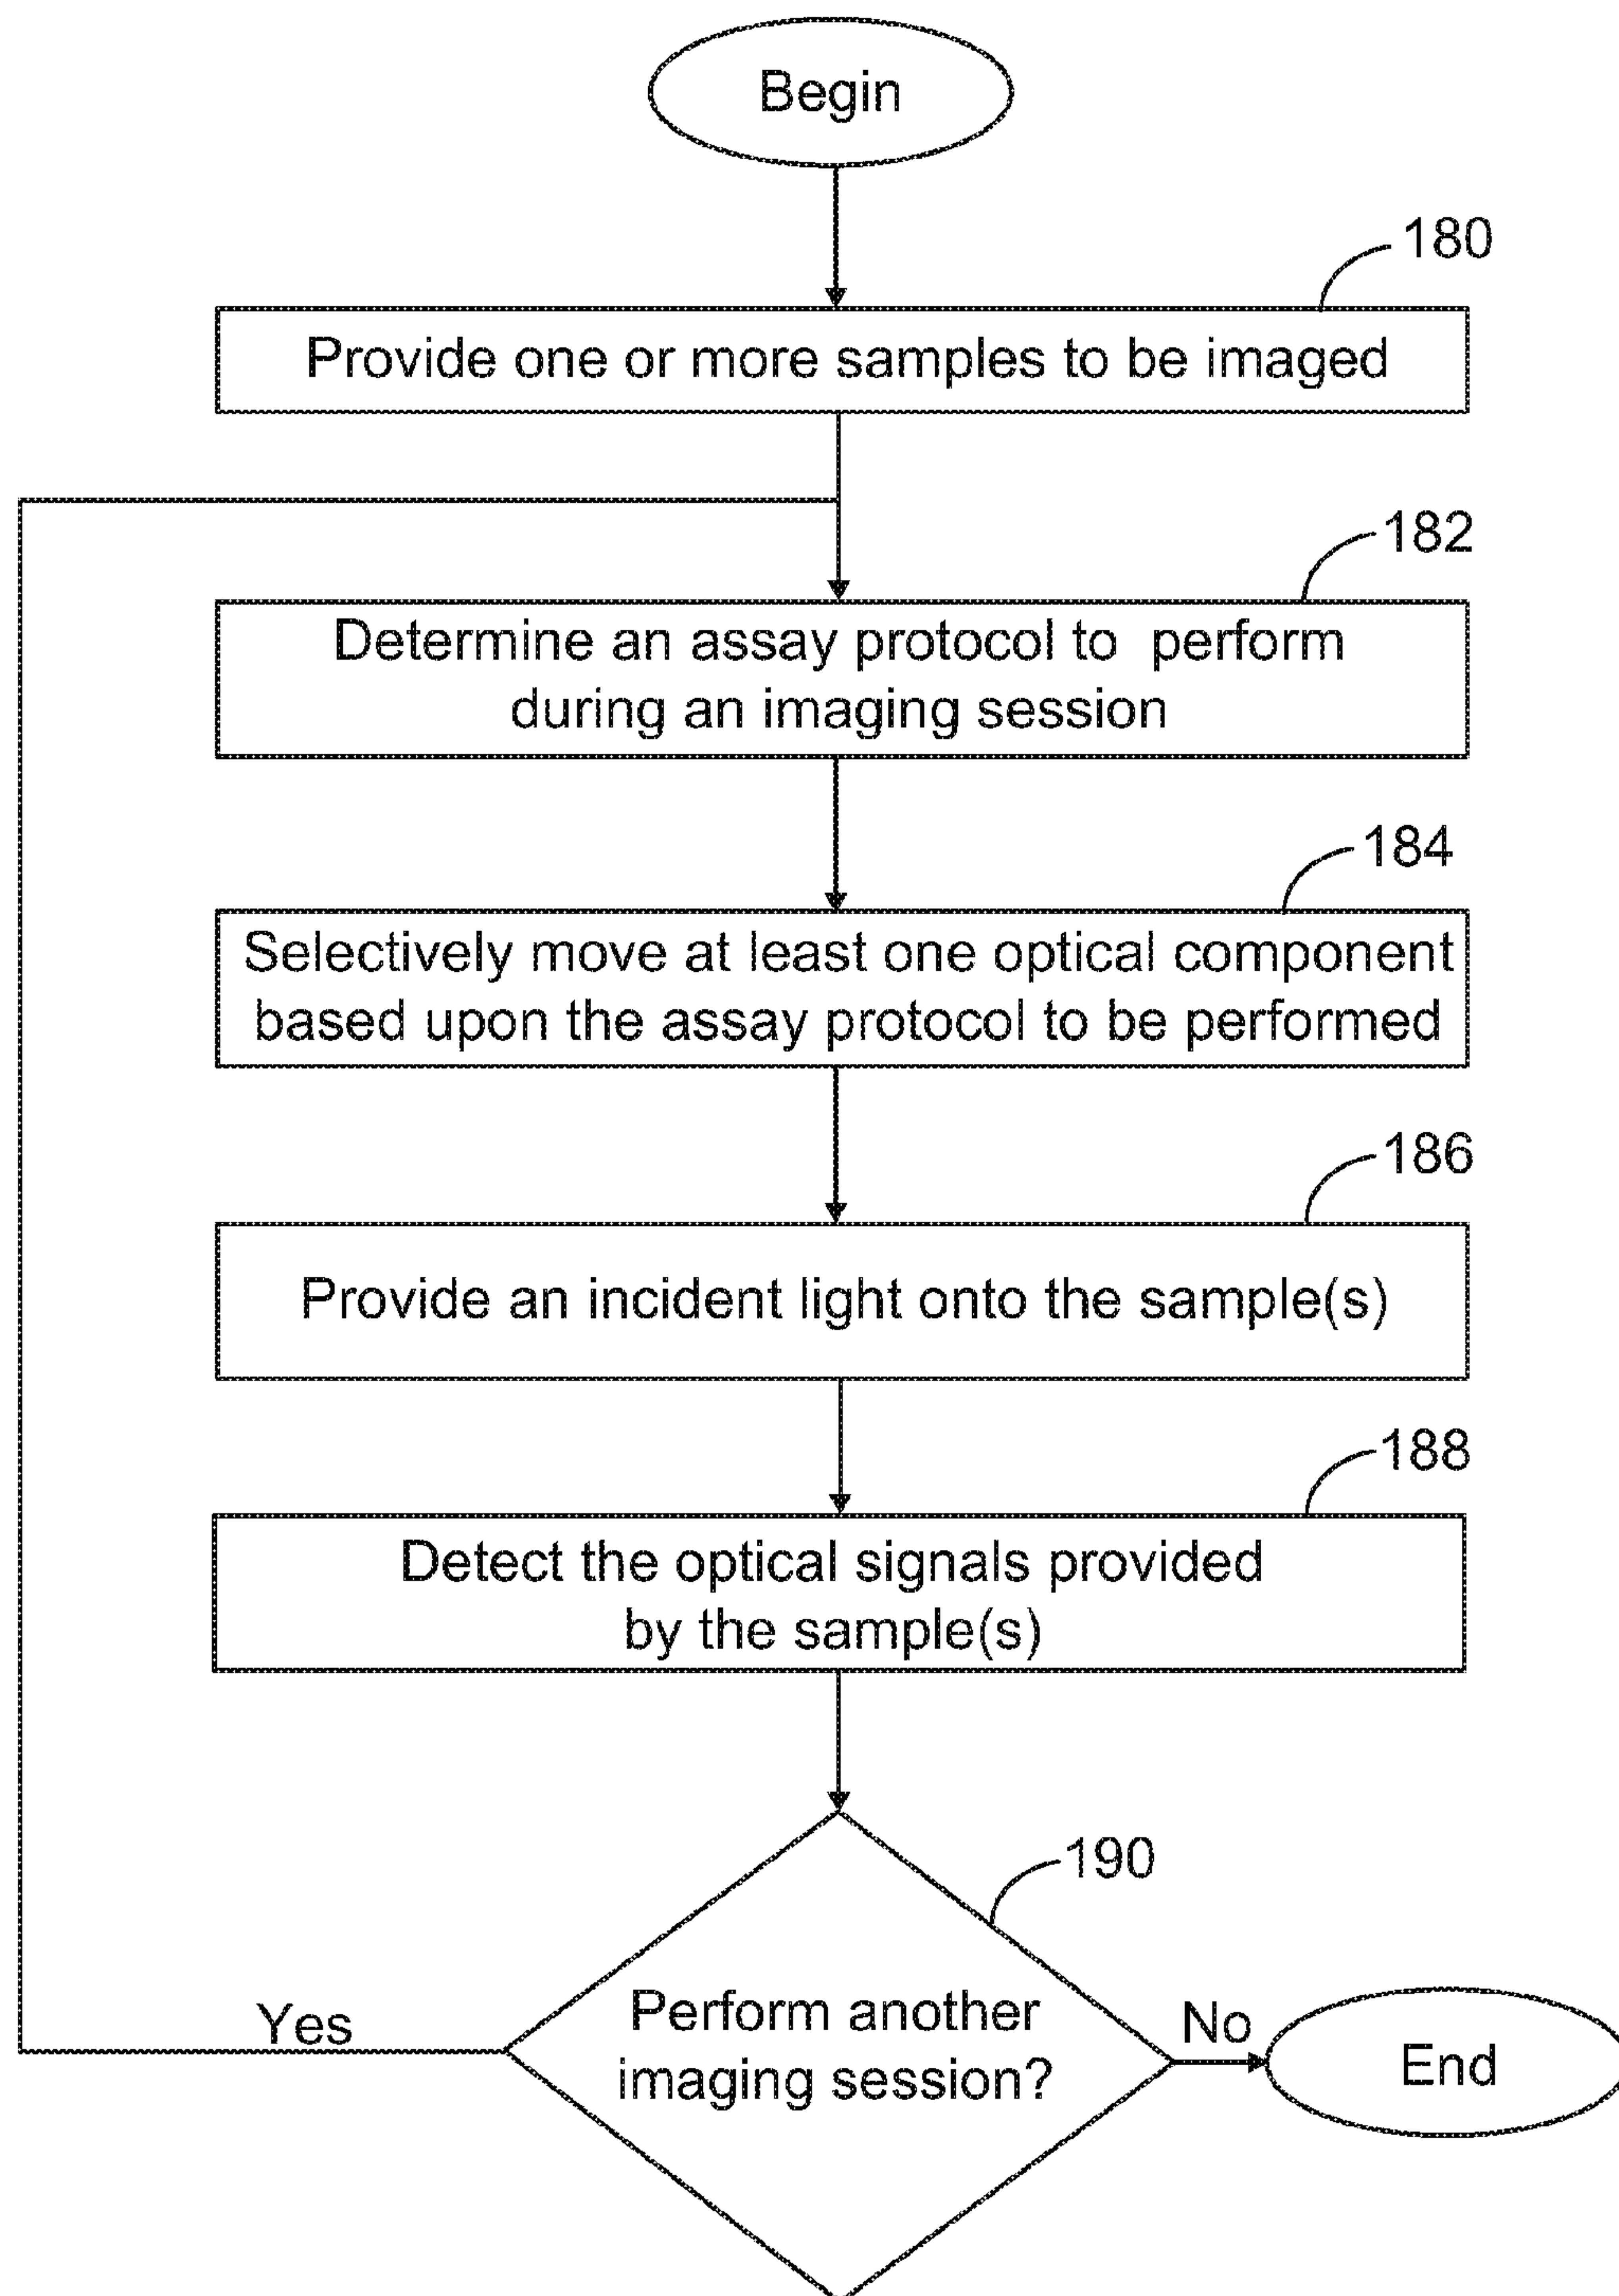 Begin
180
Provide one or more samples to be imaged
182
Determine an assay protocol to perform
during an imaging session
184
Selectively move at least one optical component
based upon the assay protocol to be performed
186
Provide an incident light onto the sample(s)
188
Detect the optical signals provided
by the sample(s)
190
Perform another
imaging session?
Yes
No
End